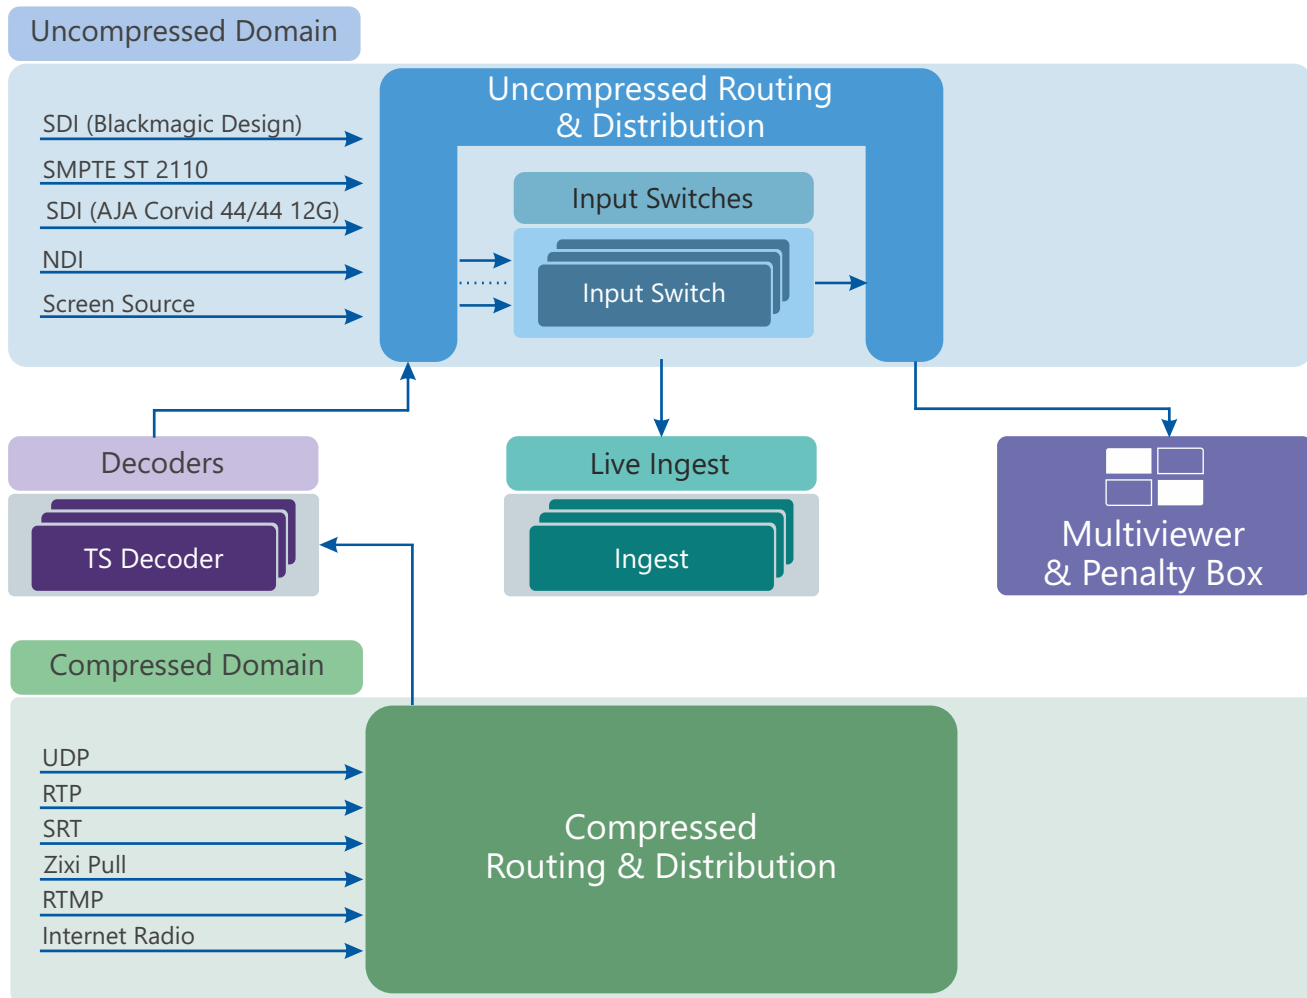 Uncompressed Domain
Uncompressed Routing
& Distribution
SDI (Blackmagic Design)
SMPTE ST 2110
SDI (AJA Corvid 44/44 12G)
NDI
Screen Source
Input Switches
Input Switch
Decoders
TS Decoder
Live Ingest
Ingest
Multiviewer
& Penalty Box
Compressed Domain
UDP
RTP
SRT
Zixi Pull
RTMP
Internet Radio
Compressed
Routing & Distribution